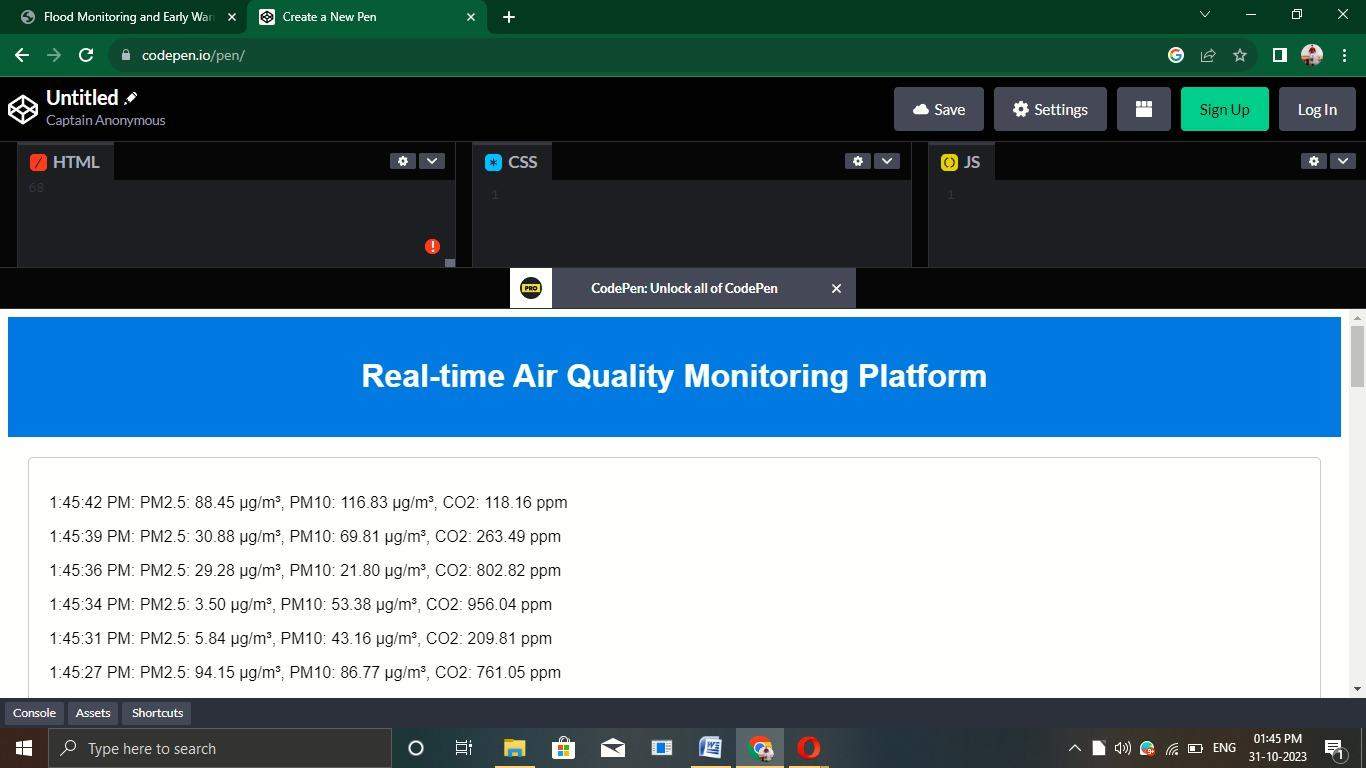 Flood Monitoring and Early War
Create a New Pen
codepen.io/pen/
Untitled
Captain Anonymous
Save
Settings
Sign Up
Log In
HTML
CSS
JS
68
1
1
PRO
CodePen: Unlock all of CodePen
Real-time Air Quality Monitoring Platform
1:45:42 PM: PM2.5: 88.45 µg/m³, PM10: 116.83 µg/m³, CO2: 118.16 ppm
1:45:39 PM: PM2.5: 30.88 µg/m³, PM10: 69.81 µg/m³, CO2: 263.49 ppm
1:45:36 PM: PM2.5: 29.28 µg/m³, PM10: 21.80 µg/m³, CO2: 802.82 ppm
1:45:34 PM: PM2.5: 3.50 µg/m³, PM10: 53.38 µg/m³, CO2: 956.04 ppm
1:45:31 PM: PM2.5: 5.84 µg/m³, PM10: 43.16 µg/m³, CO2: 209.81 ppm
1:45:27 PM: PM2.5: 94.15 µg/m³, PM10: 86.77 µg/m³, CO2: 761.05 ppm
Console
Assets
Shortcuts
Type here to search
ENG
01:45 PM
31-10-2023
1